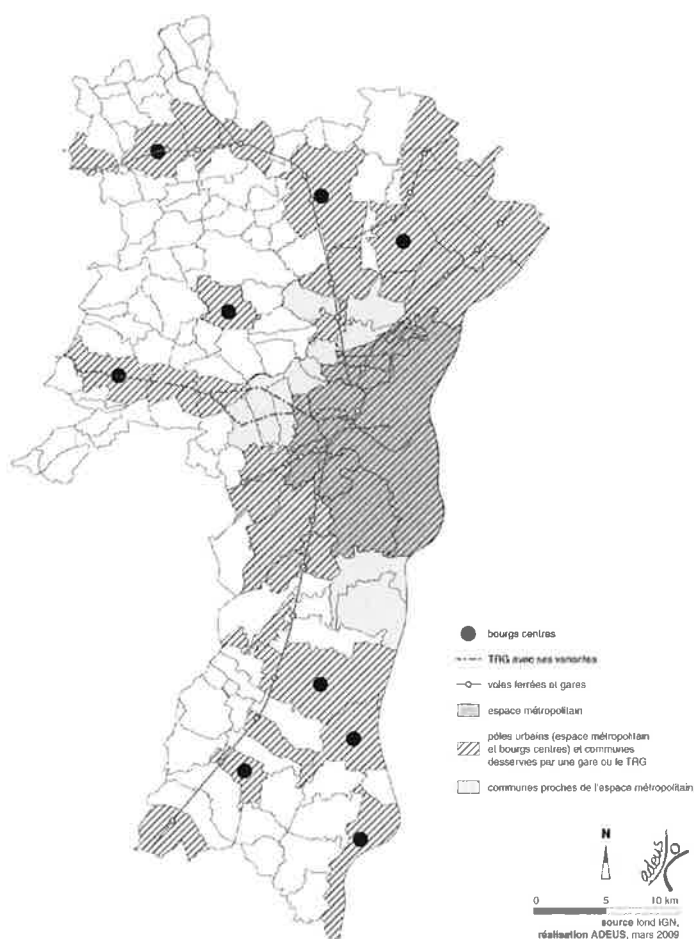 bourgs centres
TRG avec ses variantes
voies ferrées et gares
espace métropolitain
pôles urbains (espace métropolitain
et bourgs centres) et communes
desservies par une gare ou le TRG
communes proches de l'espace métropolitain
N
adeus
0 5 10 km
source fond IGN,
réalisation ADEUS, mars 2009